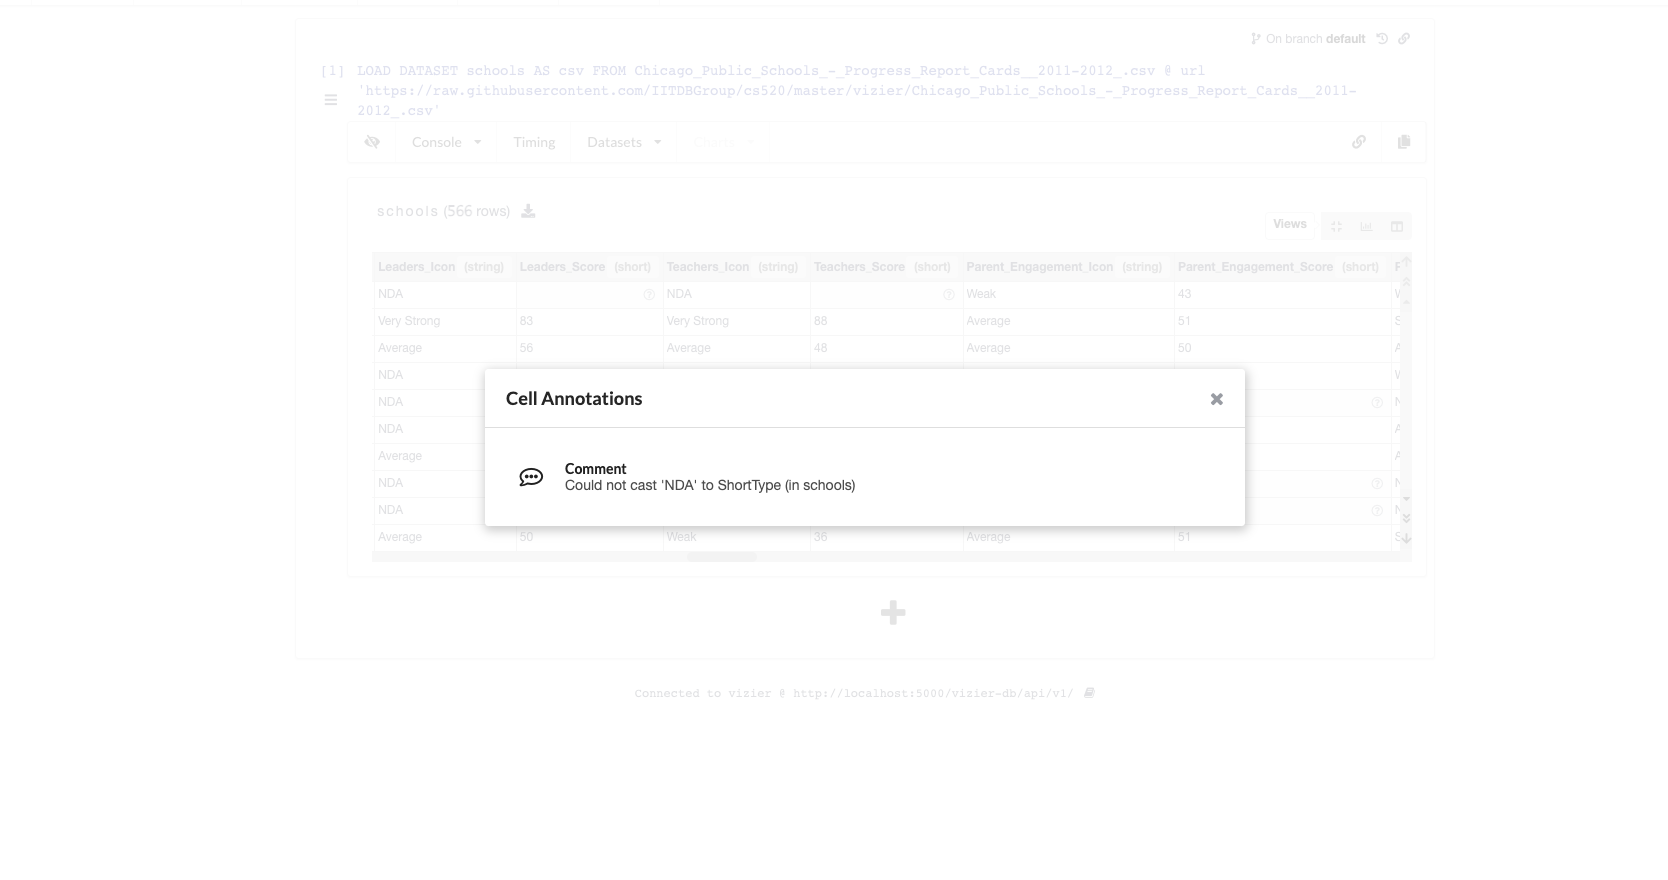 On branch default
[1] LOAD DATASET schools AS csv FROM Chicago_Public_Schools_-_Progress_Report_Cards__2011-2012_.csv @ url
'https://raw.githubusercontent.com/IITDBGroup/cs520/master/vizier/Chicago_Public_Schools_-_Progress_Report_Cards__2011-
2012_.csv'
Console Timing Datasets Charts
schools (566 rows)
Views
Leaders_Icon (string) Leaders_Score (short) Teachers_Icon (string) Teachers_Score (short) Parent_Engagement_Icon (string) Parent_Engagement_Score (short)
NDA NDA Weak 43
Very Strong 83 Very Strong 88 Average 51
Average 56 Average 48 Average 50
NDA
NDA
NDA
Average
NDA
NDA
Average 50 Weak 36 Average 51
Cell Annotations
Comment
Could not cast 'NDA' to ShortType (in schools)
Connected to vizier @ http://localhost:5000/vizier-db/api/v1/